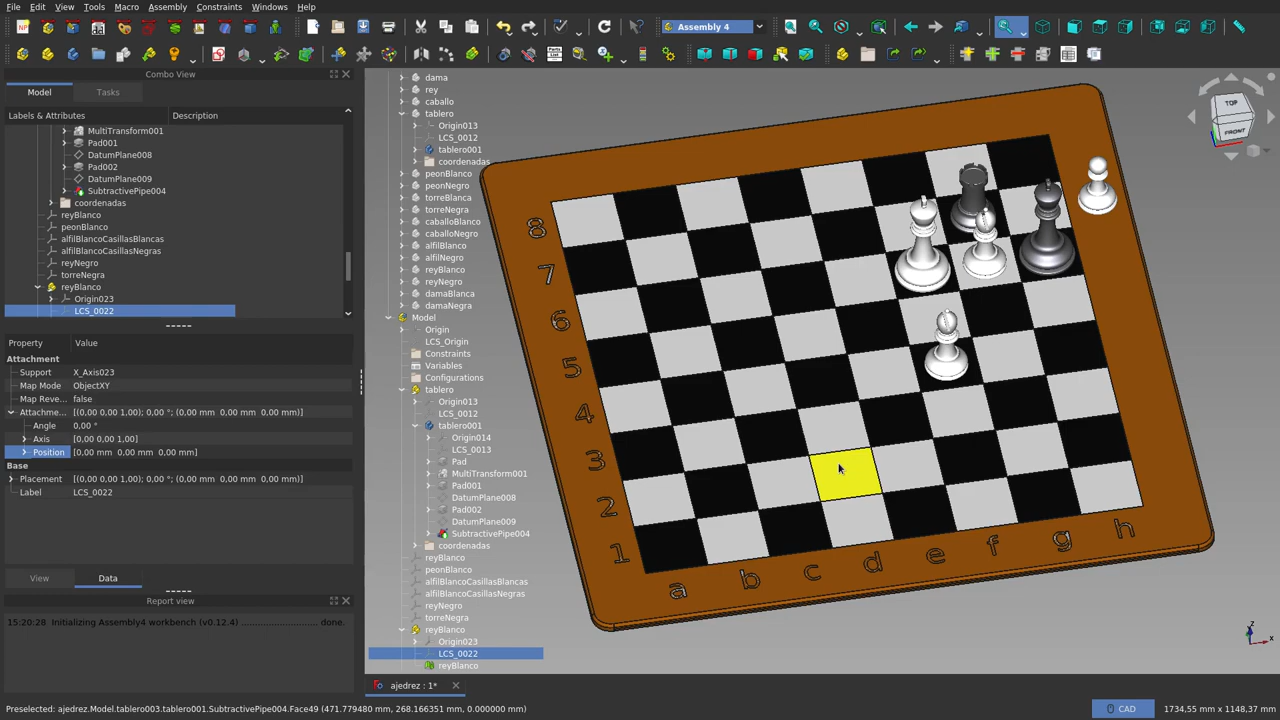 File Edit View Tools Macro Assembly Constraints Windows Help
Assembly 4
Combo View
Model Tasks
Labels & Attributes Description
MultiTransform001
Pad001
DatumPlane008
Pad002
DatumPlane009
SubtractivePipe004
coordenadas
reyBlanco
peonBlanco
alfilBlancoCasillasBlancas
alfilBlancoCasillasNegras
reyNegro
torreNegra
reyBlanco
Origin023
LCS_0022
Property Value
Attachment
Support X_Axis023
Map Mode ObjectXY
Map Reve... false
Attachme... [(0,00 0,00 1,00); 0,00 °; (0,00 mm 0,00 mm 0,00 mm)]
Angle 0,00 °
Axis [0,00 0,00 1,00]
Position [0,00 mm 0,00 mm 0,00 mm]
Base
Placement [(0,00 0,00 1,00); 0,00 °; (0,00 mm 0,00 mm 0,00 mm)]
Label LCS_0022
View Data
Report view
15:20:28 Initializing Assembly4 workbench (v0.12.4) ........................... done.
dama
rey
caballo
tablero
Origin013
LCS_0012
tablero001
coordenadas
peonBlanco
peonNegro
torreBlanca
torreNegra
caballoBlanco
caballoNegro
alfilBlanco
alfilNegro
reyBlanco
reyNegro
damaBlanca
damaNegra
Model
Origin
LCS_Origin
Constraints
Variables
Configurations
tablero
Origin013
LCS_0012
tablero001
Origin014
LCS_0013
Pad
MultiTransform001
Pad001
DatumPlane008
Pad002
DatumPlane009
SubtractivePipe004
coordenadas
reyBlanco
peonBlanco
alfilBlancoCasillasBlancas
alfilBlancoCasillasNegras
reyNegro
torreNegra
reyBlanco
Origin023
LCS_0022
reyBlanco
8
7
6
5
4
3
2
1
a b c d e f g h
TOP
FRONT
Z
X
ajedrez : 1*
Preselected: ajedrez.Model.tablero003.tablero001.SubtractivePipe004.Face49 (471.779480 mm, 268.166351 mm, 0.000000 mm) CAD 1734,55 mm x 1148,37 mm